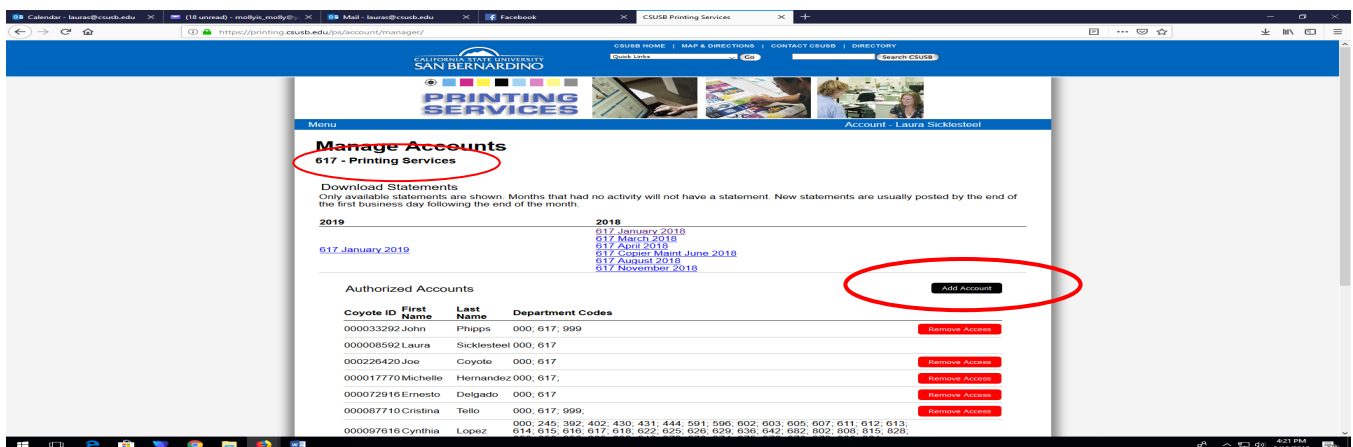 Calendar - lauras@csusb.edu
(18 unread) - mollyis_molly@y
Mail - lauras@csusb.edu
Facebook
CSUSB Printing Services
https://printing.csusb.edu/ps/account/manager/
CSUSB HOME | MAP & DIRECTIONS | CONTACT CSUSB | DIRECTORY
CALIFORNIA STATE UNIVERSITY
SAN BERNARDINO
Quick Links
Go
Search CSUSB
PRINTING
SERVICES
Menu
Account - Laura Sicklesteel
Manage Accounts
617 - Printing Services
Download Statements
Only available statements are shown. Months that had no activity will not have a statement. New statements are usually posted by the end of
the first business day following the end of the month.
2019 2018
617 January 2019
617 January 2018
617 March 2018
617 April 2018
617 Copier Maint June 2018
617 August 2018
617 November 2018
Authorized Accounts
Add Account
Coyote ID First Name Last Name Department Codes
000033292 John Phipps 000; 617; 999 Remove Access
000008592 Laura Sicklesteel 000; 617
000226420 Joe Coyote 000; 617 Remove Access
000017770 Michelle Hernandez 000; 617; Remove Access
000072916 Ernesto Delgado 000; 617 Remove Access
000087710 Cristina Tello 000; 617; 999; Remove Access
000; 245; 392; 402; 430; 431; 444; 591; 596; 602; 603; 605; 607; 611; 612; 613;
000097616 Cynthia Lopez 614; 615; 616; 617; 618; 622; 625; 626; 629; 636; 642; 682; 802; 808; 815; 828;
4:21 PM